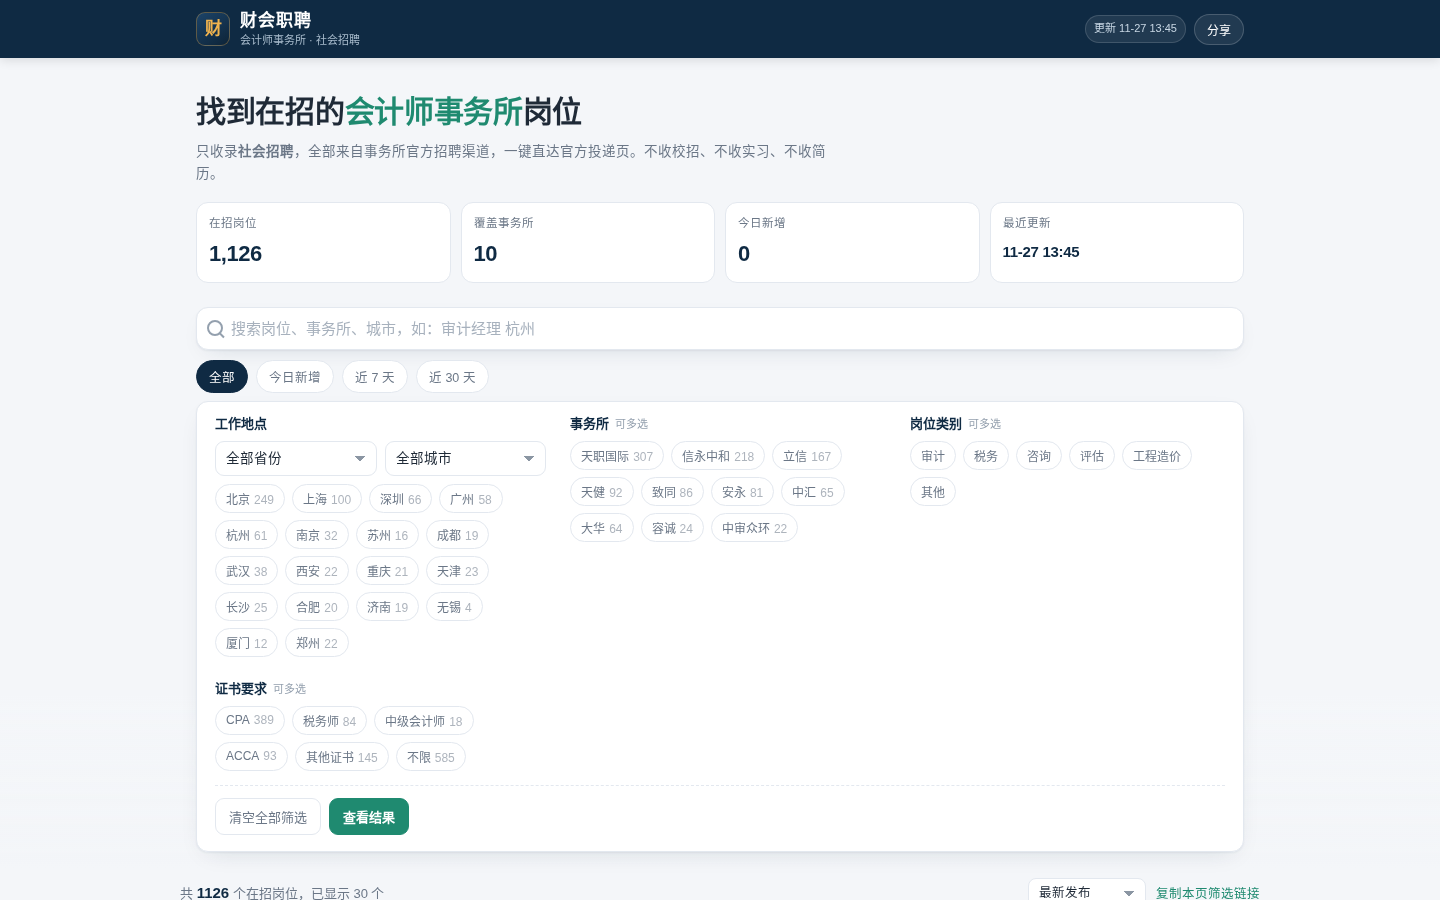 财
财会职聘
会计师事务所 · 社会招聘
更新 11-27 13:45
分享
找到在招的会计师事务所岗位
只收录社会招聘，全部来自事务所官方招聘渠道，一键直达官方投递页。不收校招、不收实习、不收简
历。
在招岗位
1,126
覆盖事务所
10
今日新增
0
最近更新
11-27 13:45
搜索岗位、事务所、城市，如：审计经理 杭州
全部 今日新增 近 7 天 近 30 天
工作地点
全部省份 全部城市
北京 249 上海 100 深圳 66 广州 58
杭州 61 南京 32 苏州 16 成都 19
武汉 38 西安 22 重庆 21 天津 23
长沙 25 合肥 20 济南 19 无锡 4
厦门 12 郑州 22
事务所 可多选
天职国际 307 信永中和 218 立信 167
天健 92 致同 86 安永 81 中汇 65
大华 64 容诚 24 中审众环 22
岗位类别 可多选
审计 税务 咨询 评估 工程造价
其他
证书要求 可多选
CPA 389 税务师 84 中级会计师 18
ACCA 93 其他证书 145 不限 585
清空全部筛选 查看结果
共 1126 个在招岗位，已显示 30 个
最新发布 复制本页筛选链接